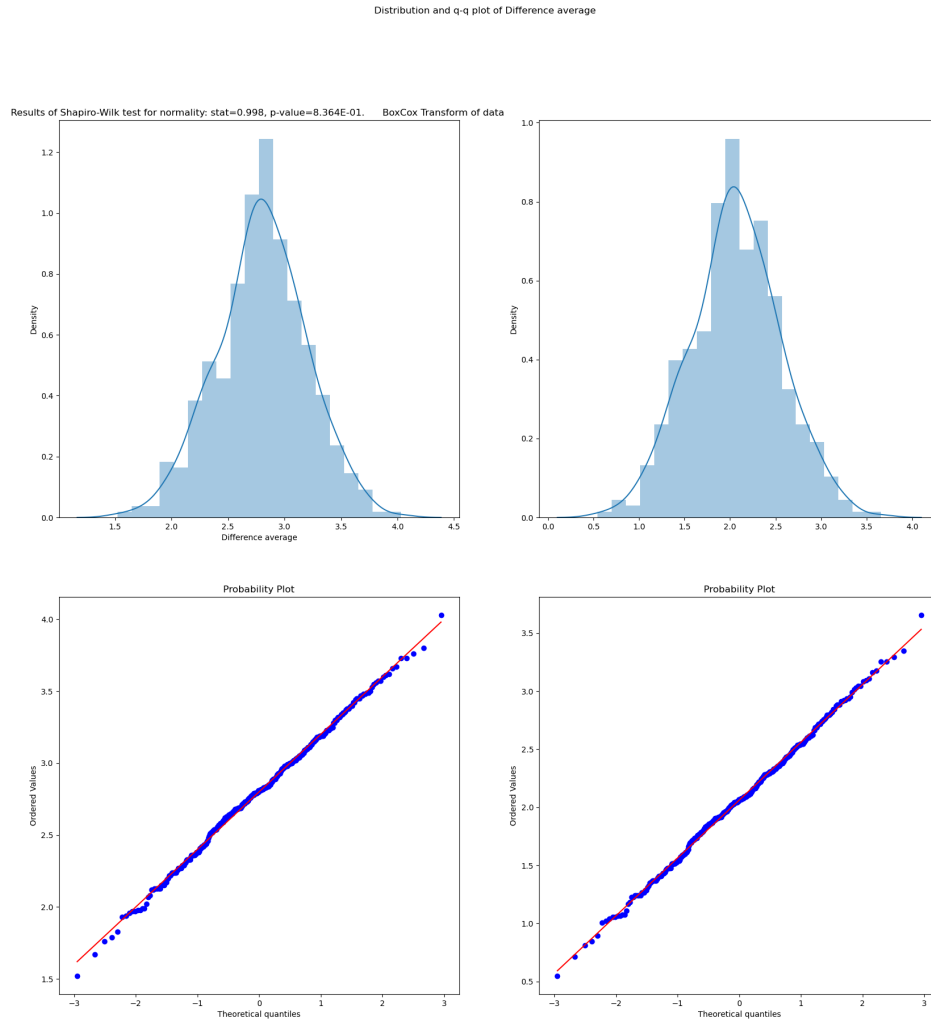 Distribution and q-q plot of Difference average
Results of Shapiro-Wilk test for normality: stat=0.998, p-value=8.364E-01.
BoxCox Transform of data
1.2
1.0
0.8
0.6
0.4
0.2
0.0
Density
1.5 2.0 2.5 3.0 3.5 4.0 4.5
Difference average
1.0
0.8
0.6
0.4
0.2
0.0
Density
0.0 0.5 1.0 1.5 2.0 2.5 3.0 3.5 4.0
Probability Plot
4.0
3.5
3.0
2.5
2.0
1.5
Ordered Values
−3 −2 −1 0 1 2 3
Theoretical quantiles
Probability Plot
3.5
3.0
2.5
2.0
1.5
1.0
0.5
Ordered Values
−3 −2 −1 0 1 2 3
Theoretical quantiles